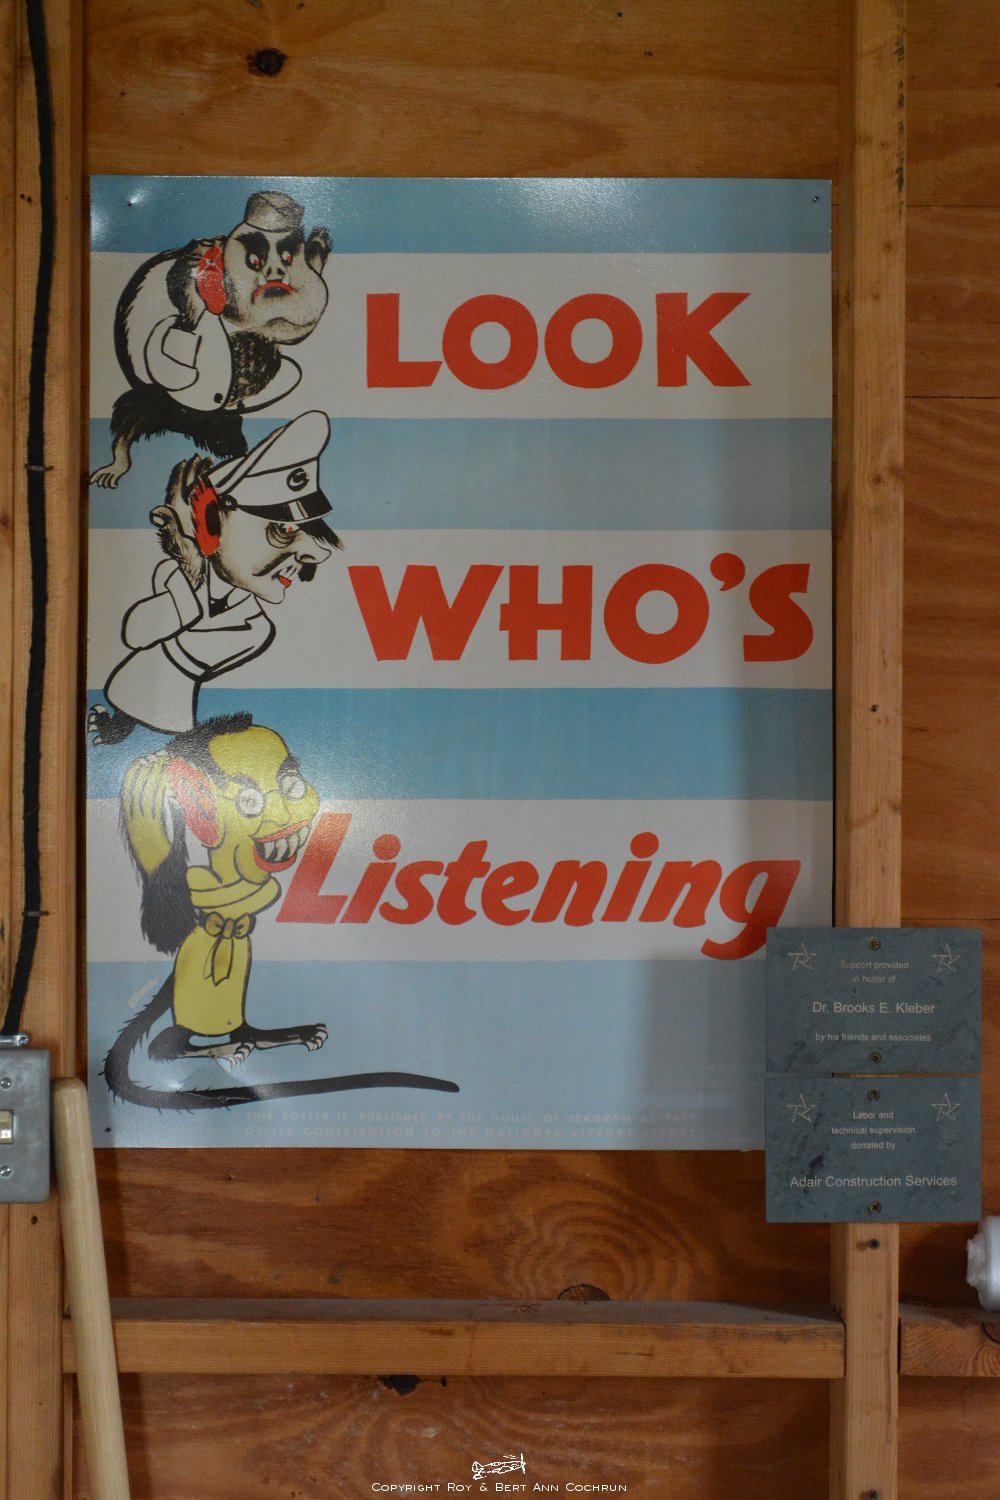 LOOK
WHO'S
Listening
THIS POSTER IS PUBLISHED BY THE HOUSE OF SEAGRAM AS PART
OF ITS CONTRIBUTION TO THE NATIONAL VICTORY EFFORT
Support provided
in honor of
Dr. Brooks E. Kleber
by his friends and associates
Labor and
technical supervision
donated by
Adair Construction Services
Copyright Roy & Bert Ann Cochrun